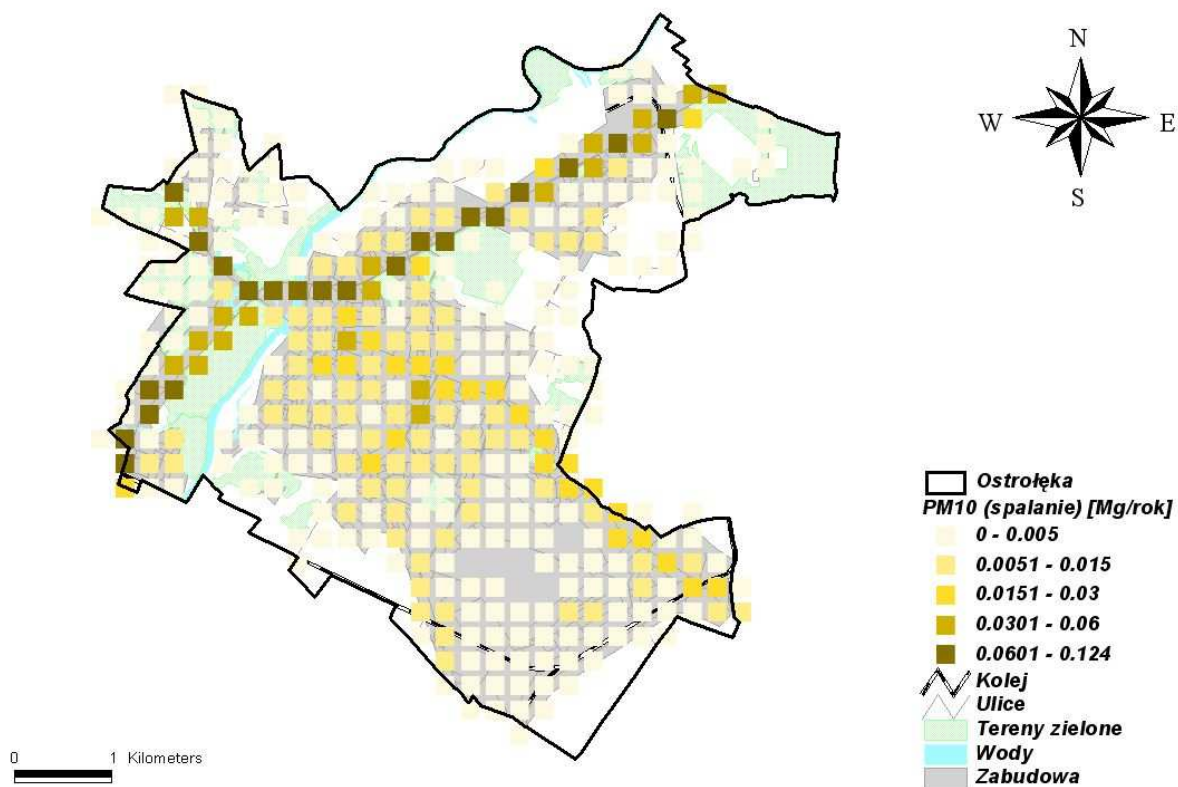 N
W E
S
Ostrołęka
PM10 (spalanie) [Mg/rok]
0 - 0.005
0.0051 - 0.015
0.0151 - 0.03
0.0301 - 0.06
0.0601 - 0.124
Kolej
Ulice
Tereny zielone
Wody
Zabudowa
0 1 Kilometers